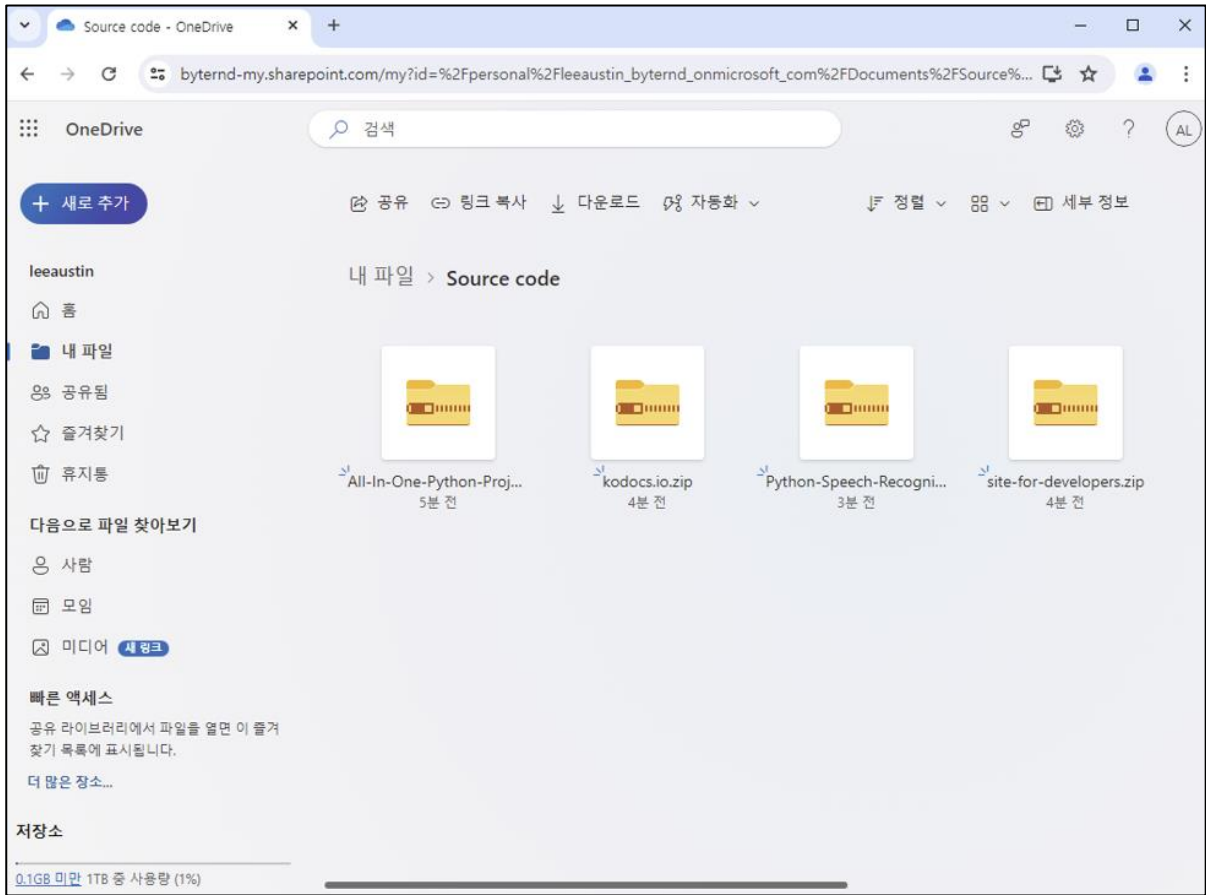 Source code - OneDrive
byternd-my.sharepoint.com/my?id=%2Fpersonal%2Fleeaustin_byternd_onmicrosoft_com%2FDocuments%2FSource%...
OneDrive
검색
AL
새로 추가
공유 링크 복사 다운로드 자동화 정렬 세부 정보
leeaustin
내 파일 > Source code
홈
내 파일
공유됨
즐겨찾기
휴지통
All-In-One-Python-Proj... kodocs.io.zip Python-Speech-Recogni... site-for-developers.zip
5분 전 4분 전 3분 전 4분 전
다음으로 파일 찾아보기
사람
모임
미디어 새 링크
빠른 액세스
공유 라이브러리에서 파일을 열면 이 즐겨
찾기 목록에 표시됩니다.
더 많은 장소...
저장소
0.1GB 미만 1TB 중 사용량 (1%)